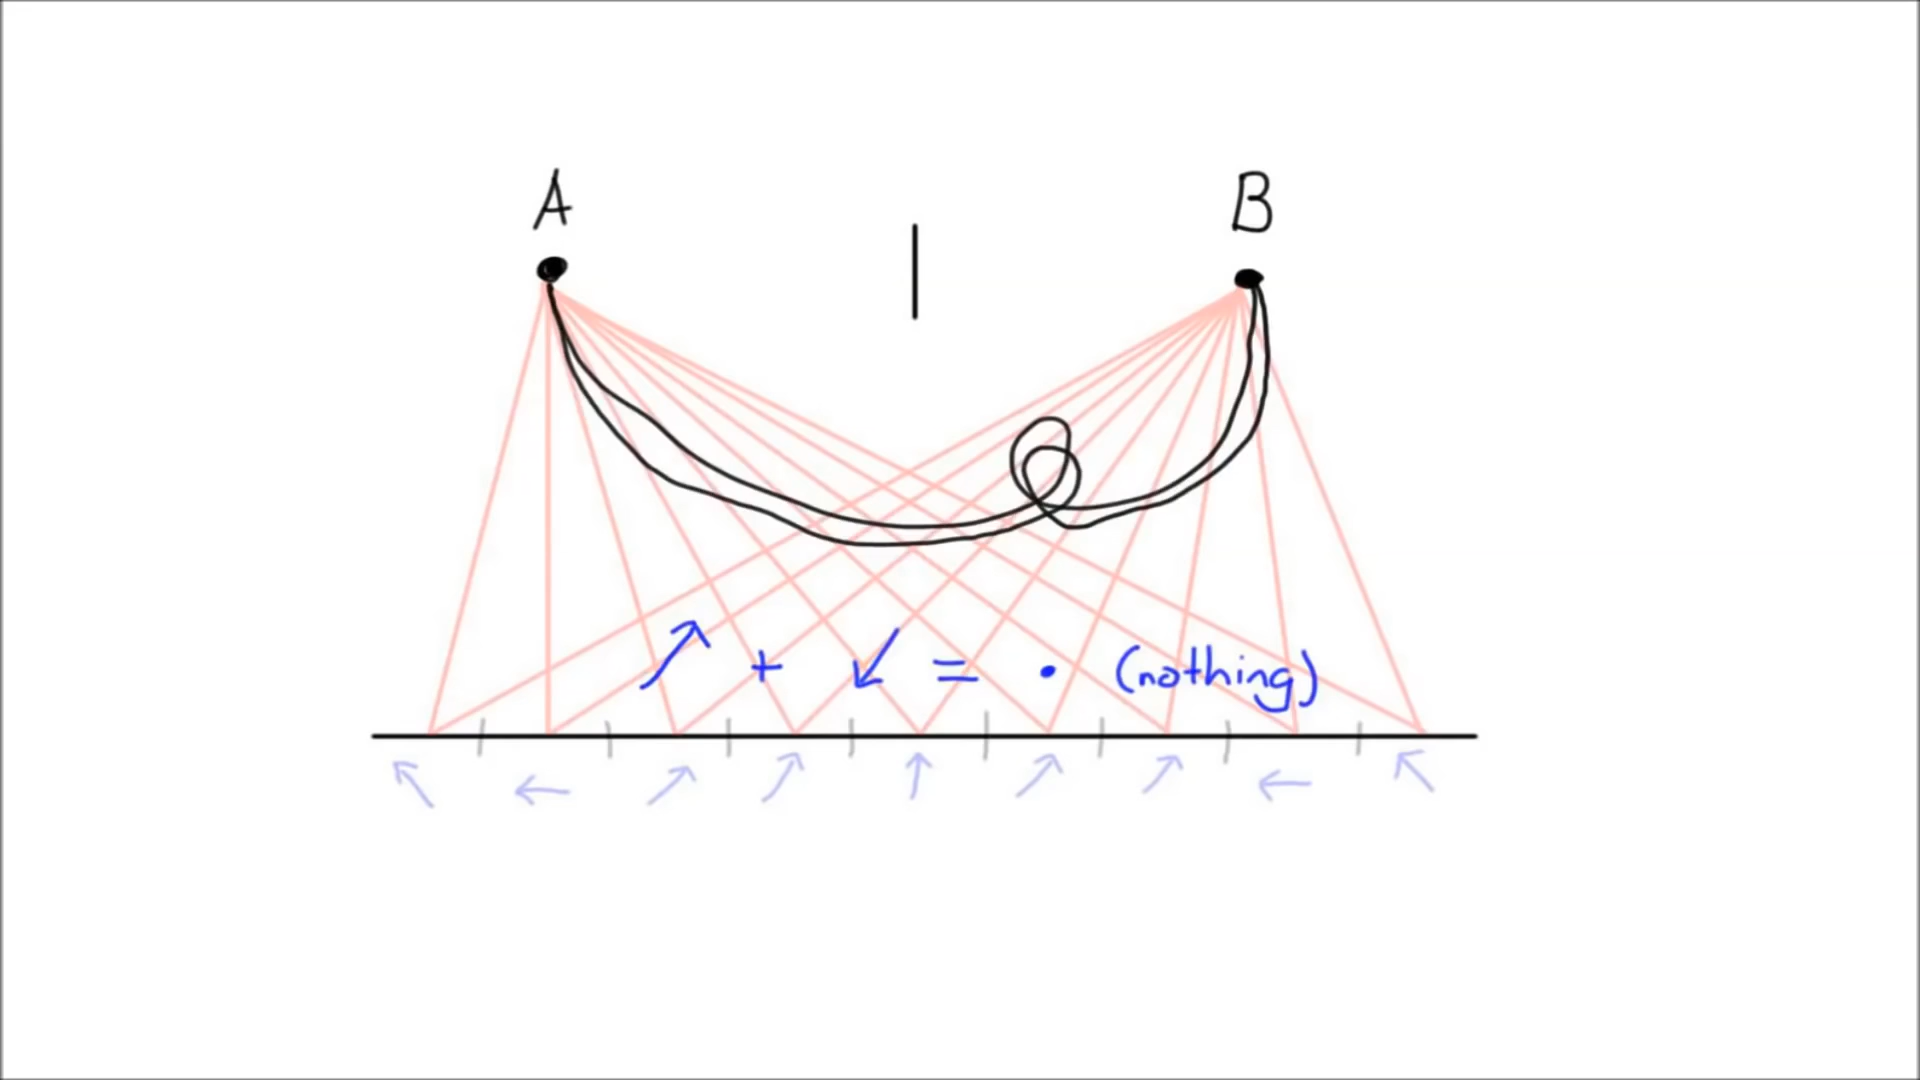 A
B
↗ + ↙ = • (nothing)